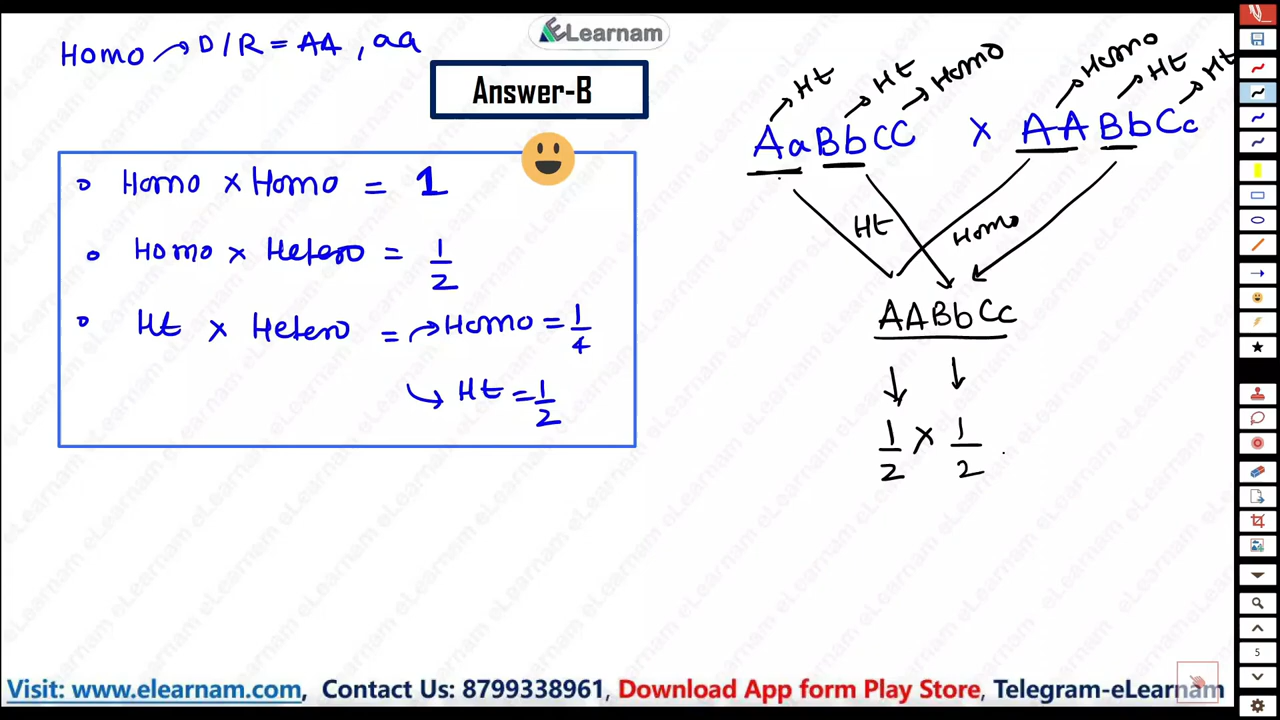 Homo → D/R = AA, aa
ELearnam
Answer-B
Homo x Homo = 1
Homo x Hetero = 1/2
Ht x Hetero = → Homo = 1/4
↳ Ht = 1/2
Ht Ht Homo Homo Ht Ht
AaBbCC x AABbCc
Ht Homo
AABbCc
1/2 x 1/2
5
Visit: www.elearnam.com, Contact Us: 8799338961, Download App form Play Store, Telegram-eLearnam